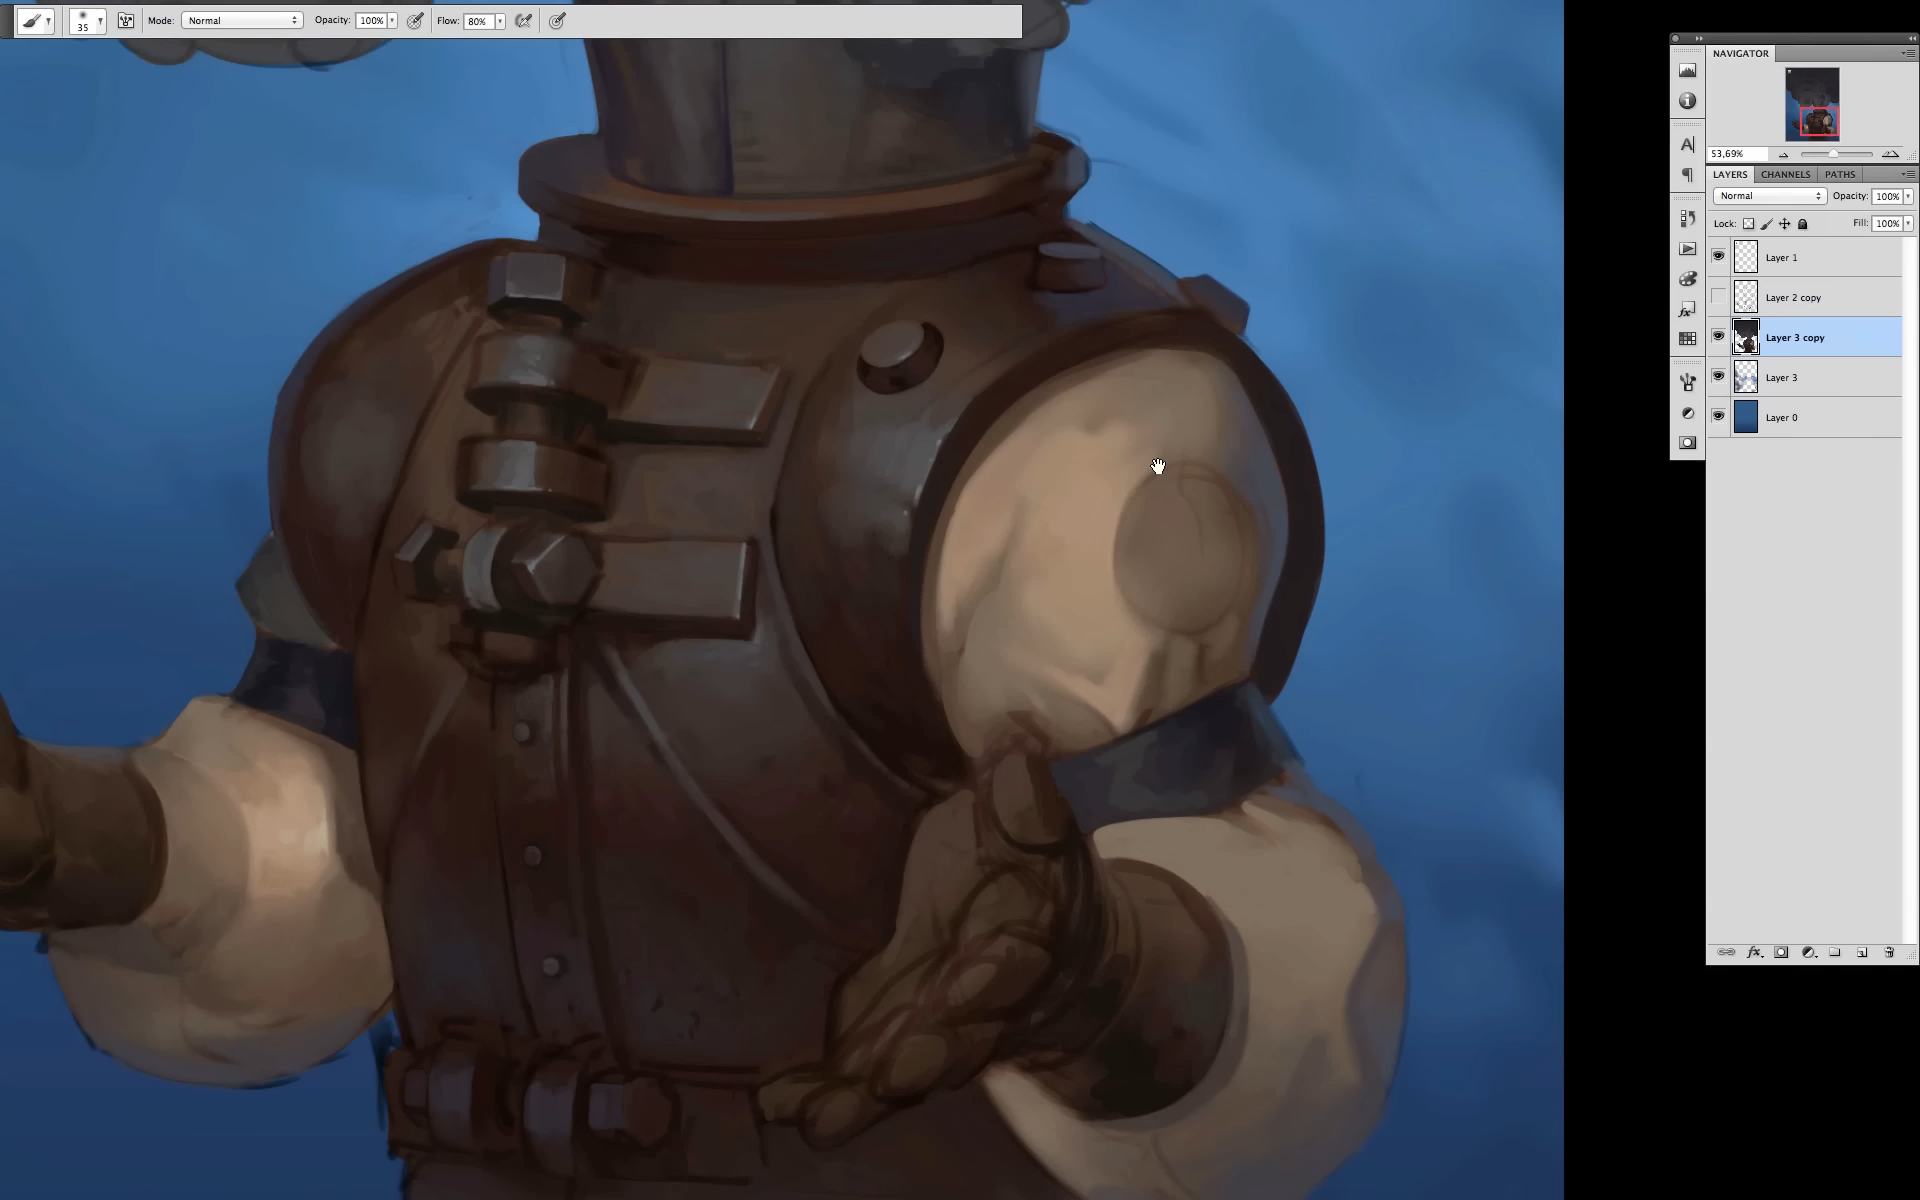 35 Mode: Normal Opacity: 100% Flow: 80%
NAVIGATOR
53,69%
LAYERS CHANNELS PATHS
Normal Opacity: 100%
Lock: Fill: 100%
Layer 1
Layer 2 copy
Layer 3 copy
Layer 3
Layer 0